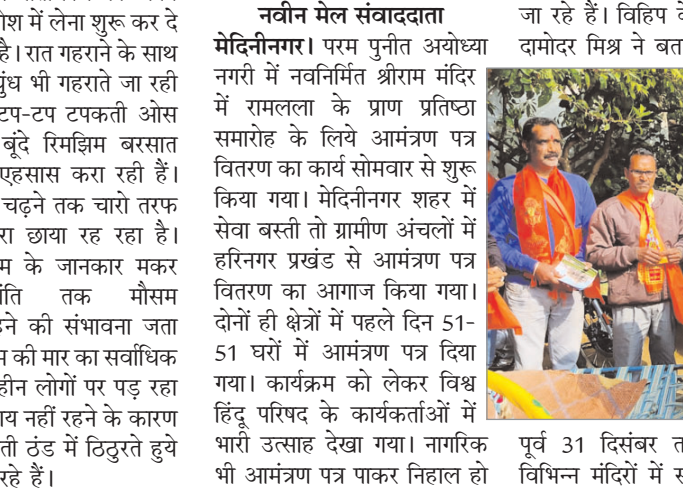 में लेना शुरू कर दे
है। रात गहराने के साथ
भी गहराते जा रही
टप-टप टपकती ओस
बूंदे रिमझिम बरसात
एहसास करा रही हैं।
चढ़ने तक चारो तरफ
छाया रह रहा है।
के जानकार मकर
तक मौसम
की संभावना जता
की मार का सर्वाधिक
लोगों पर पड़ रहा
नहीं रहने के कारण
ठंड में ठिठुरते हुये
रहे हैं।
नवीन मेल संवाददाता
मेदिनीनगर। परम पुनीत अयोध्या
नगरी में नवनिर्मित श्रीराम मंदिर
में रामलला के प्राण प्रतिष्ठा
समारोह के लिये आमंत्रण पत्र
वितरण का कार्य सोमवार से शुरू
किया गया। मेदिनीनगर शहर में
सेवा बस्ती तो ग्रामीण अंचलों में
हरिनगर प्रखंड से आमंत्रण पत्र
वितरण का आगाज किया गया।
दोनों ही क्षेत्रों में पहले दिन 51-
51 घरों में आमंत्रण पत्र दिया
गया। कार्यक्रम को लेकर विश्व
हिंदू परिषद के कार्यकर्ताओं में
भारी उत्साह देखा गया। नागरिक
भी आमंत्रण पत्र पाकर निहाल हो
जा रहे हैं। विहिप
दामोदर मिश्र ने
पूर्व 31 दिसंबर
विभिन्न मंदिरों में